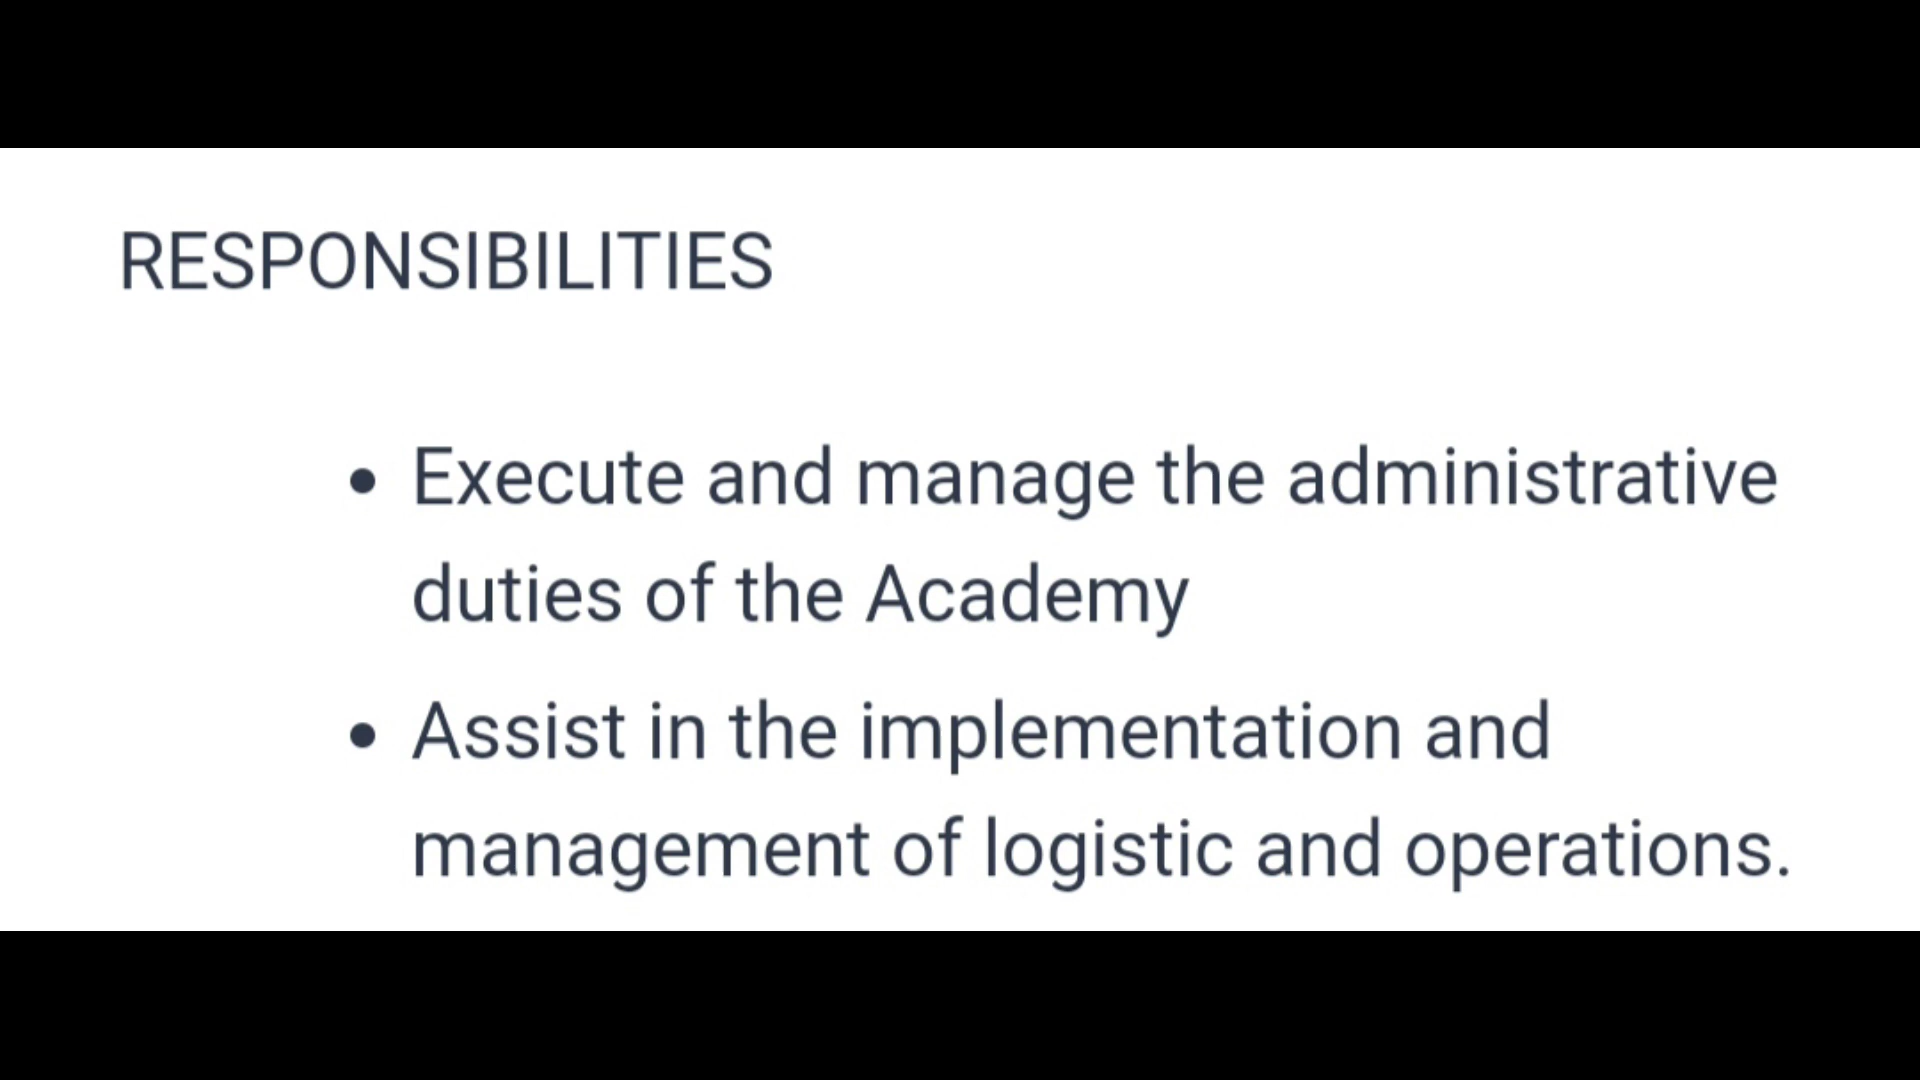 RESPONSIBILITIES
• Execute and manage the administrative
duties of the Academy
• Assist in the implementation and
management of logistic and operations.